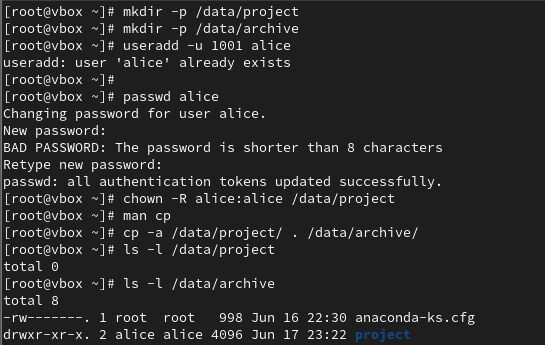 [root@vbox ~]# mkdir -p /data/project
[root@vbox ~]# mkdir -p /data/archive
[root@vbox ~]# useradd -u 1001 alice
useradd: user 'alice' already exists
[root@vbox ~]#
[root@vbox ~]# passwd alice
Changing password for user alice.
New password:
BAD PASSWORD: The password is shorter than 8 characters
Retype new password:
passwd: all authentication tokens updated successfully.
[root@vbox ~]# chown -R alice:alice /data/project
[root@vbox ~]# man cp
[root@vbox ~]# cp -a /data/project/ . /data/archive/
[root@vbox ~]# ls -l /data/project
total 0
[root@vbox ~]# ls -l /data/archive
total 8
-rw-------. 1 root  root   998 Jun 16 22:30 anaconda-ks.cfg
drwxr-xr-x. 2 alice alice 4096 Jun 17 23:22 project